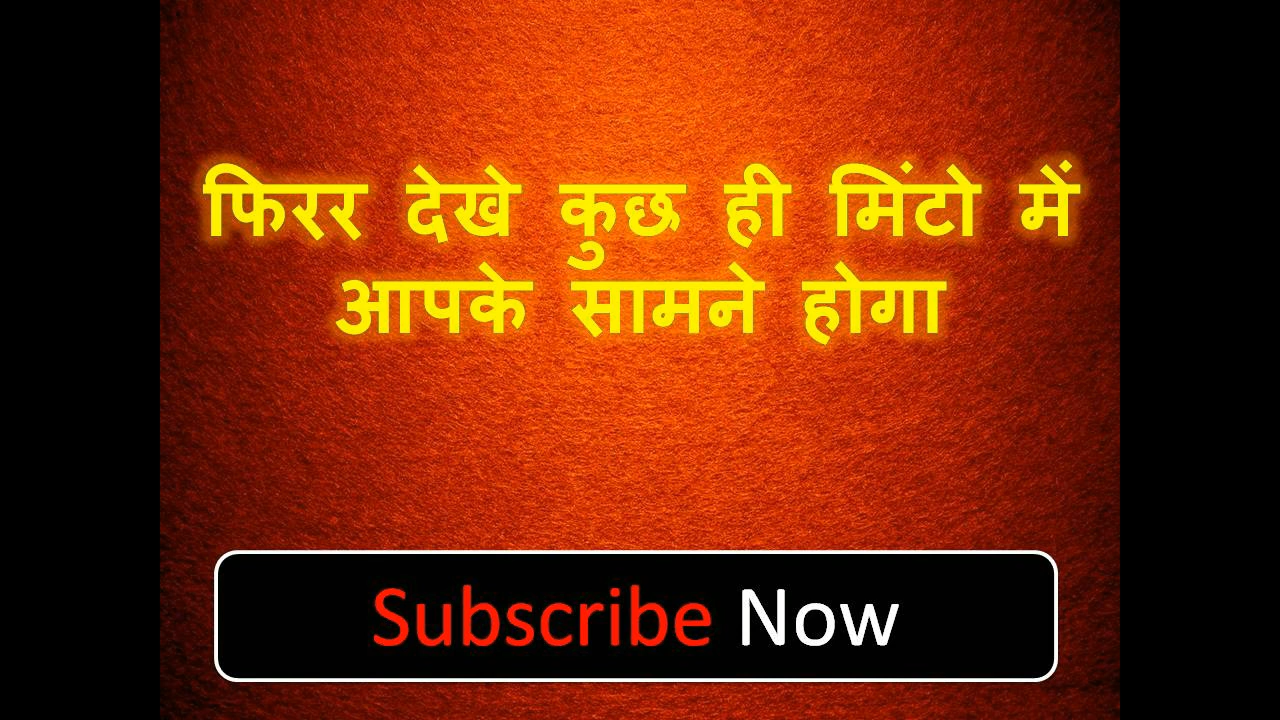 फिरर देखे कुछ ही मिंटो में
आपके सामने होगा
Subscribe Now